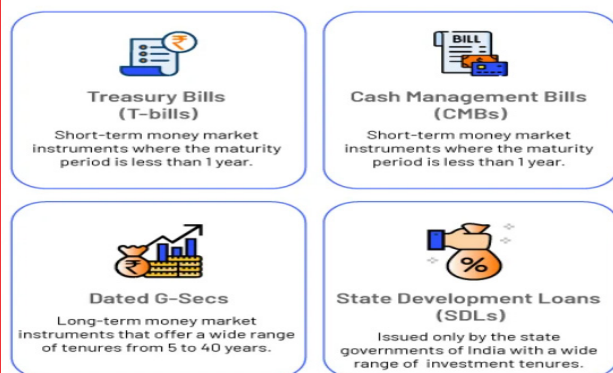 ₹
Treasury Bills
(T-bills)
Short-term money market
instruments where the maturity
period is less than 1 year.
BILL
Cash Management Bills
(CMBs)
Short-term money market
instruments where the maturity
period is less than 1 year.
₹
Dated G-Secs
Long-term money market
instruments that offer a wide range
of tenures from 5 to 40 years.
%
State Development Loans
(SDLs)
Issued only by the state
governments of India with a wide
range of investment tenures.